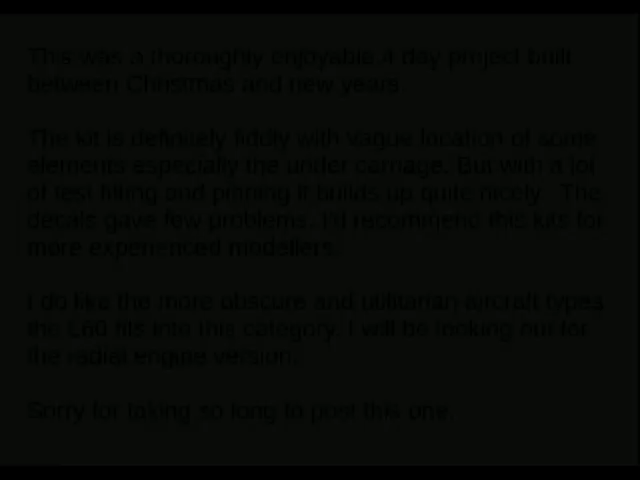 This was a thoroughly enjoyable 4 day project built
between Christmas and new years.
The kit is definitely fiddly with vague location of some
elements especially the under carriage. But with a lot
of test fitting and pinning it builds up quite nicely. The
decals gave few problems. I'd recommend this kits for
more experienced modellers.
I do like the more obscure and utilitarian aircraft types
the L60 fits into this category. I will be looking out for
the radial engine version.
Sorry for taking so long to post this one.